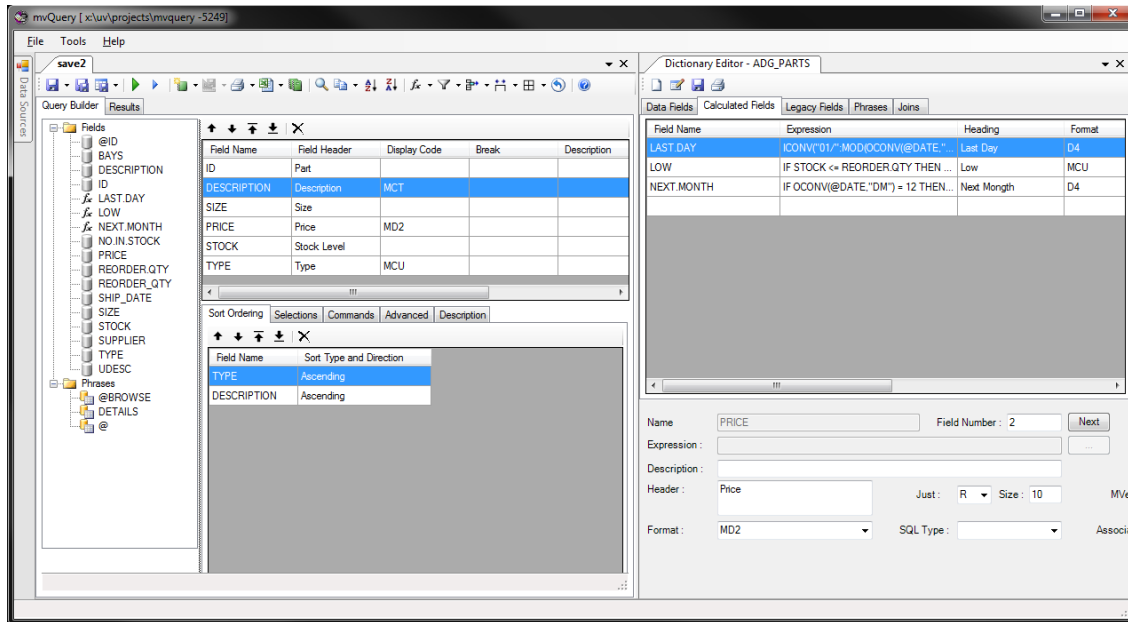 mvQuery [ x:\uv\projects\mvquery -5249]
File Tools Help
Data Sources
save2
Query Builder Results
Fields
@ID
BAYS
DESCRIPTION
ID
fx LAST.DAY
fx LOW
fx NEXT.MONTH
NO.IN.STOCK
PRICE
REORDER.QTY
REORDER_QTY
SHIP_DATE
SIZE
STOCK
SUPPLIER
TYPE
UDESC
Phrases
@BROWSE
DETAILS
@
Field Name Field Header Display Code Break Description
ID Part
DESCRIPTION Description MCT
SIZE Size
PRICE Price MD2
STOCK Stock Level
TYPE Type MCU
Sort Ordering Selections Commands Advanced Description
Field Name Sort Type and Direction
TYPE Ascending
DESCRIPTION Ascending
Dictionary Editor - ADG_PARTS
Data Fields Calculated Fields Legacy Fields Phrases Joins
Field Name Expression Heading Format
LAST.DAY ICONV("01/":MOD(OCONV(@DATE,"... Last Day D4
LOW IF STOCK <= REORDER.QTY THEN ... Low MCU
NEXT.MONTH IF OCONV(@DATE,"DM") = 12 THEN... Next Mongth D4
Name PRICE Field Number : 2 Next
Expression : ...
Description :
Header : Price Just : R Size : 10 MVe
Format : MD2 SQL Type : Associa